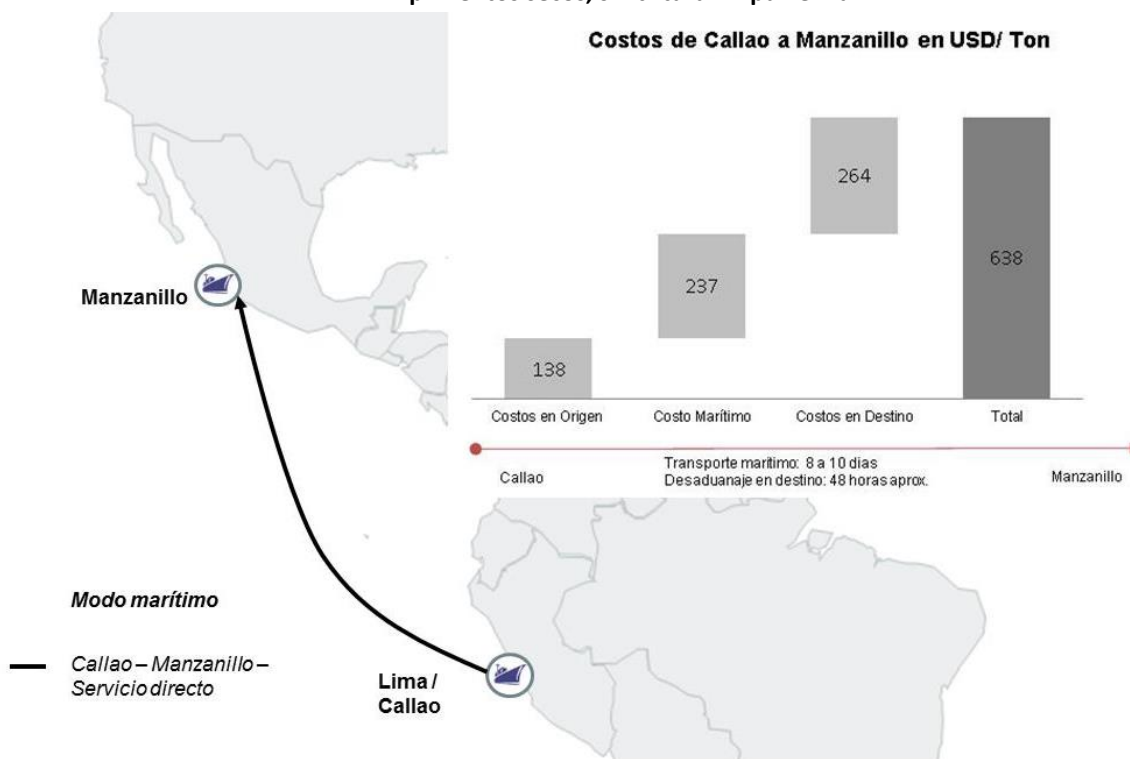 Costos de Callao a Manzanillo en USD/ Ton
264
638
237
138
Costos en Origen
Costo Marítimo
Costos en Destino
Total
Transporte marítimo: 8 a 10 dias
Desaduanaje en destino: 48 horas aprox.
Callao
Manzanillo
Manzanillo
Modo marítimo
Callao – Manzanillo –
Servicio directo
Lima /
Callao